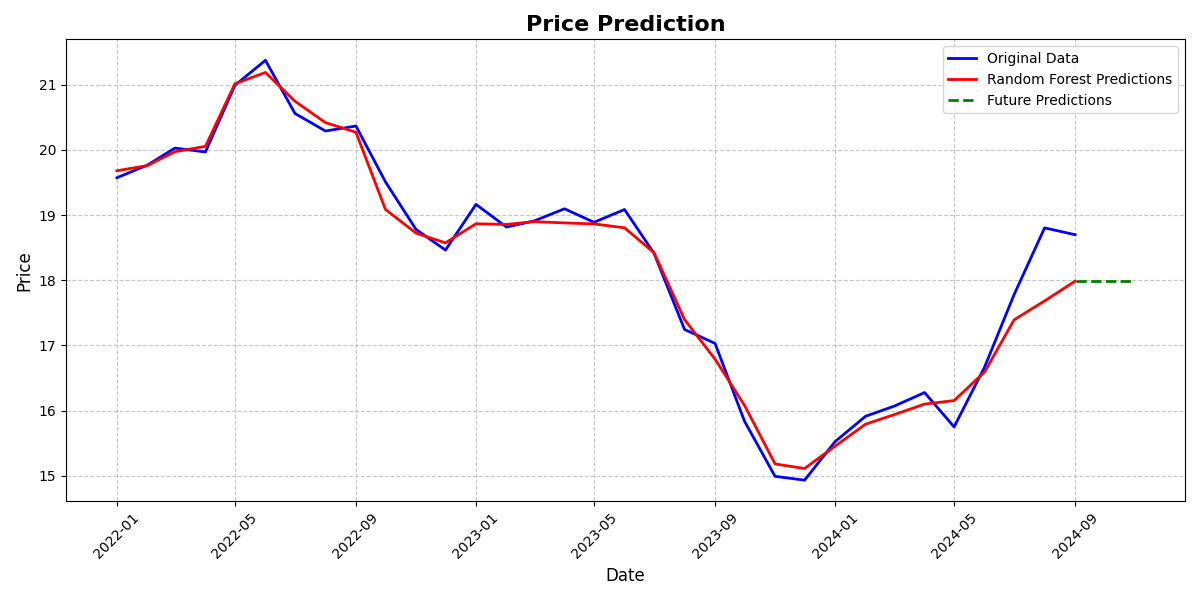 Price Prediction
Original Data
Random Forest Predictions
Future Predictions
Price
21
20
19
18
17
16
15
2022-01
2022-05
2022-09
2023-01
2023-05
2023-09
2024-01
2024-05
2024-09
Date